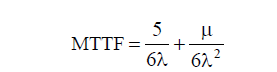 MTTF = 5/6λ + μ/6λ²